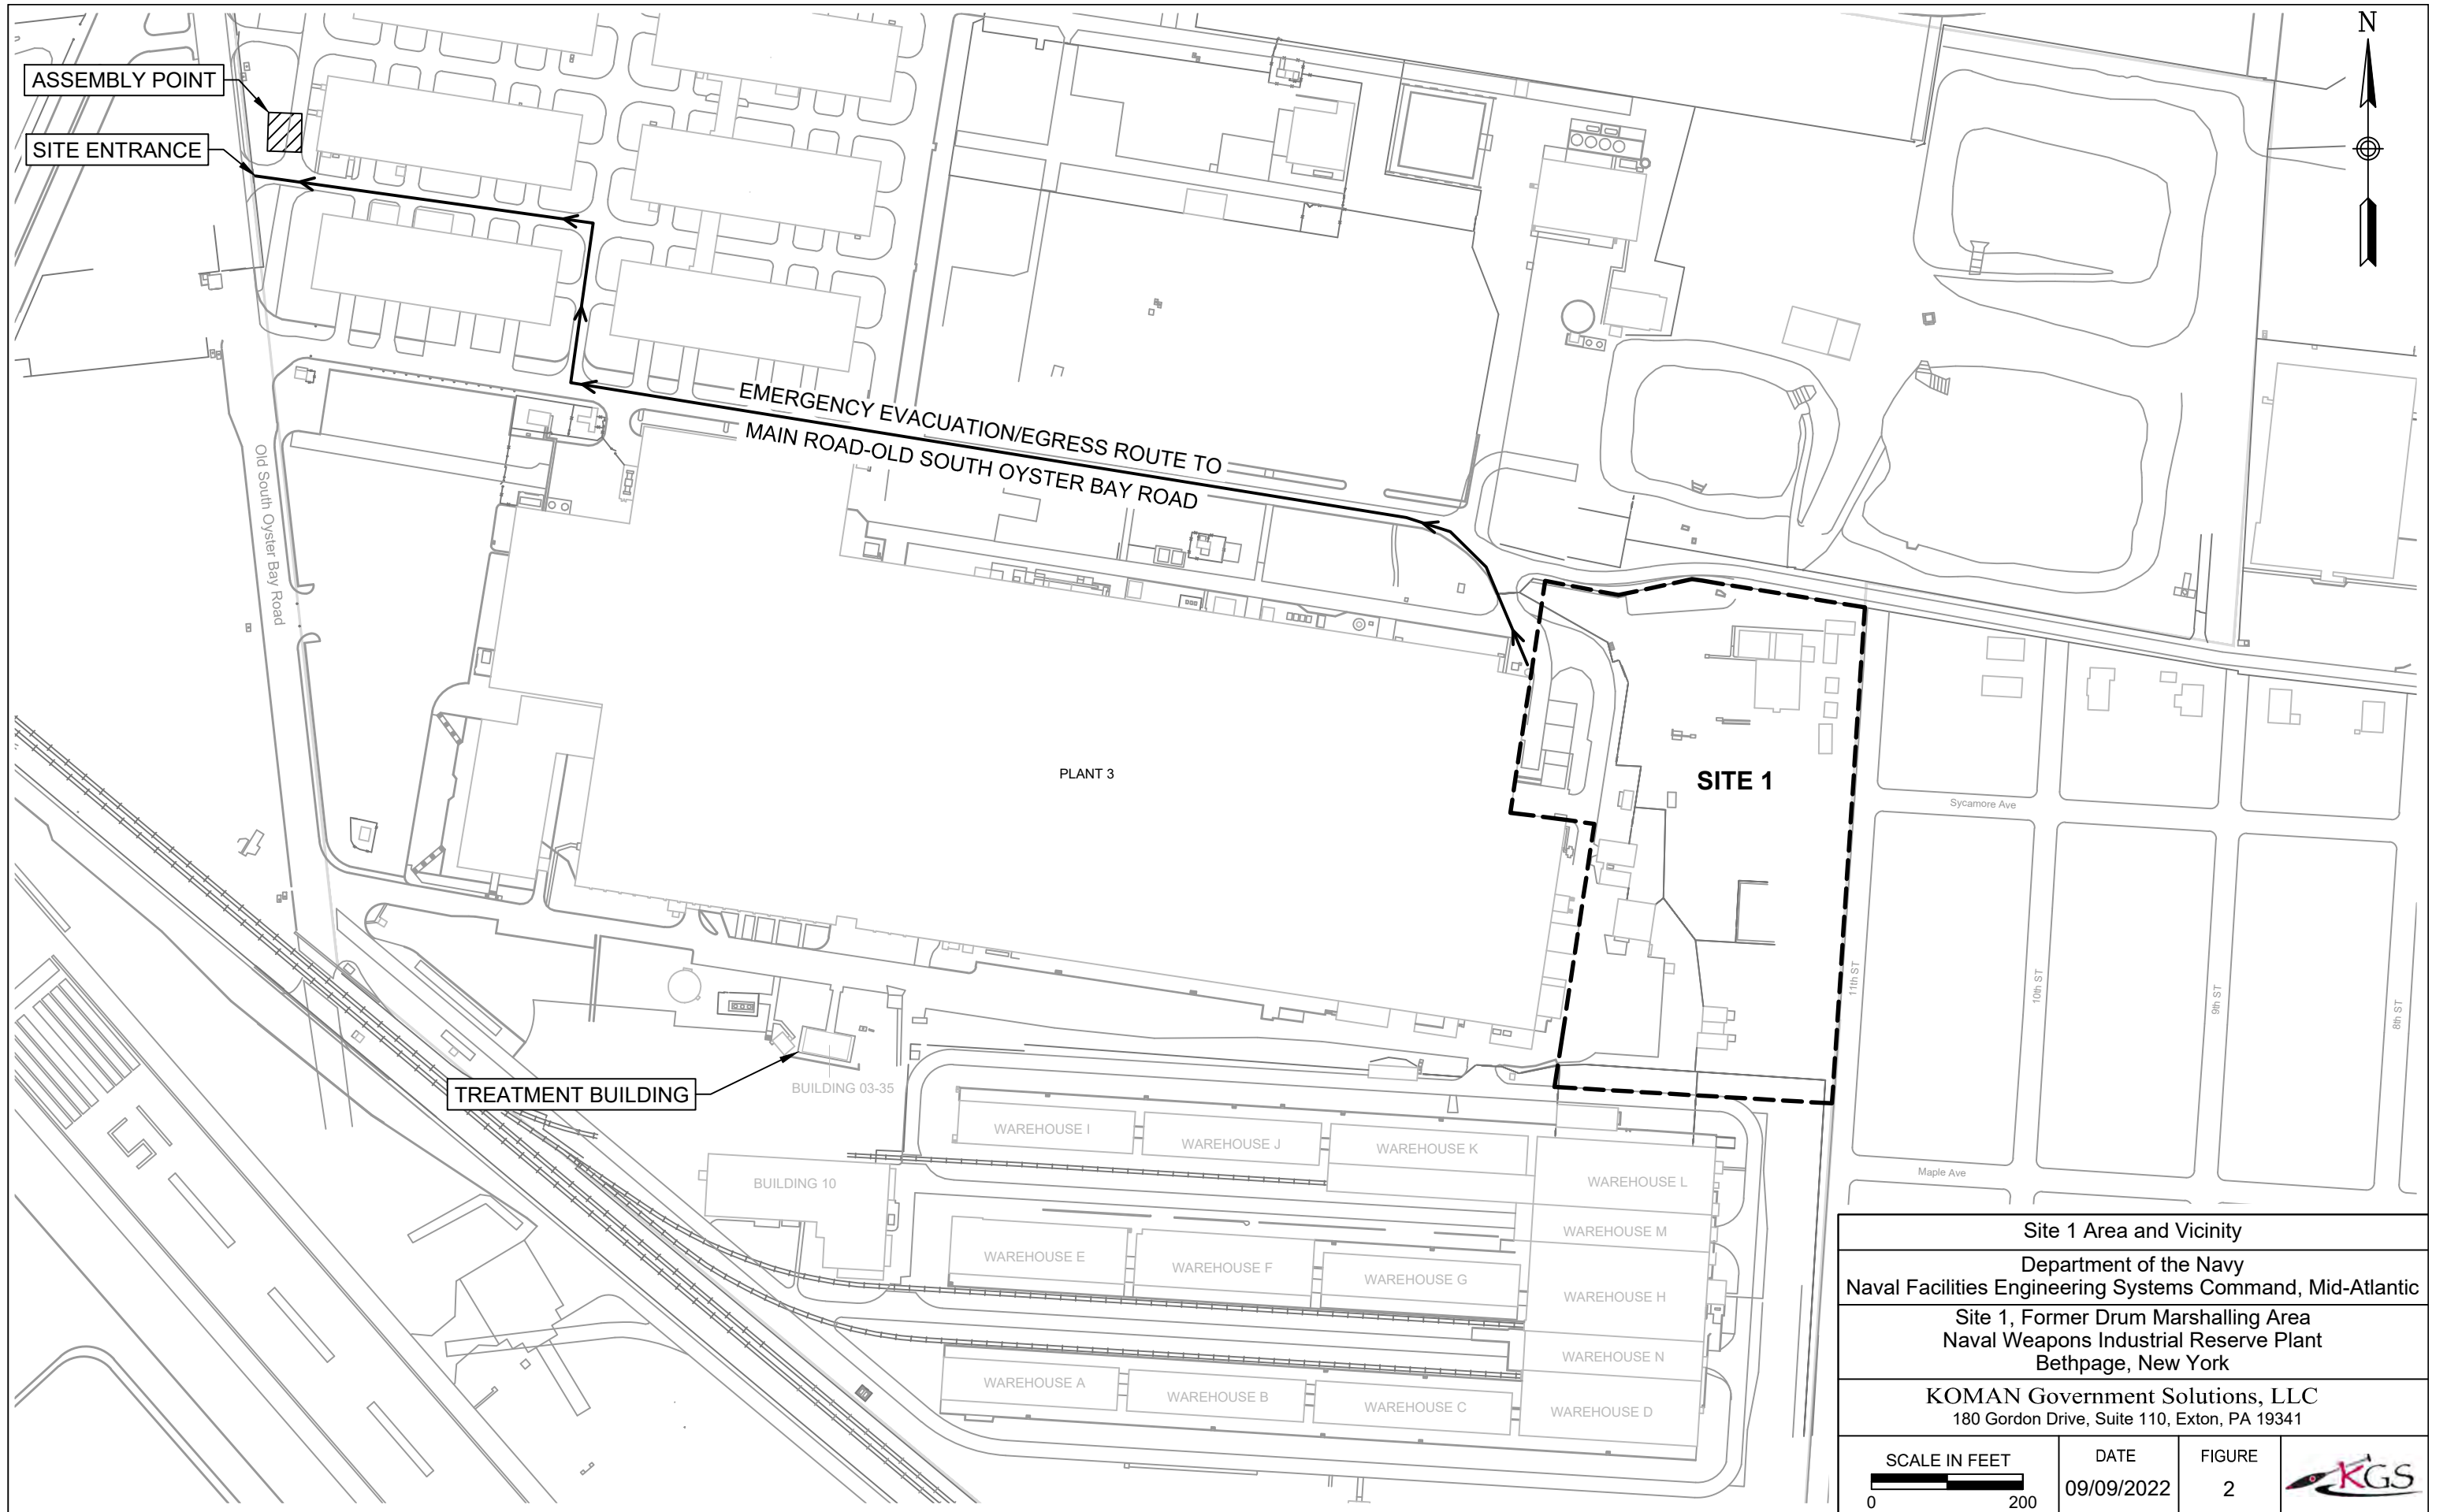 N
ASSEMBLY POINT
SITE ENTRANCE
EMERGENCY EVACUATION/EGRESS ROUTE TO
MAIN ROAD-OLD SOUTH OYSTER BAY ROAD
Old South Oyster Bay Road
PLANT 3
SITE 1
Sycamore Ave
11th ST
10th ST
9th ST
8th ST
TREATMENT BUILDING
BUILDING 03-35
WAREHOUSE I
WAREHOUSE J
WAREHOUSE K
WAREHOUSE L
Maple Ave
BUILDING 10
WAREHOUSE M
WAREHOUSE E
WAREHOUSE F
WAREHOUSE G
WAREHOUSE H
WAREHOUSE N
WAREHOUSE A
WAREHOUSE B
WAREHOUSE C
WAREHOUSE D
Site 1 Area and Vicinity
Department of the Navy
Naval Facilities Engineering Systems Command, Mid-Atlantic
Site 1, Former Drum Marshalling Area
Naval Weapons Industrial Reserve Plant
Bethpage, New York
KOMAN Government Solutions, LLC
180 Gordon Drive, Suite 110, Exton, PA 19341
SCALE IN FEET
0 200
DATE
09/09/2022
FIGURE
2
KGS